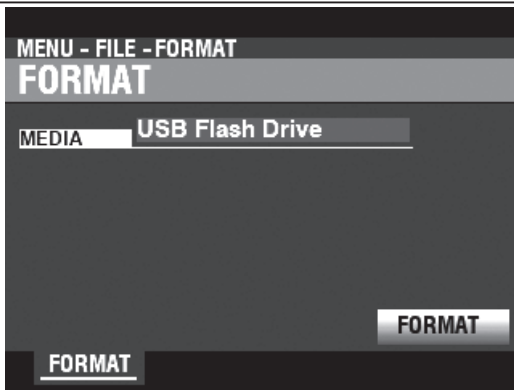 MENU - FILE -FORMAT
FORMAT
MEDIA USB Flash Drive
FORMAT
FORMAT